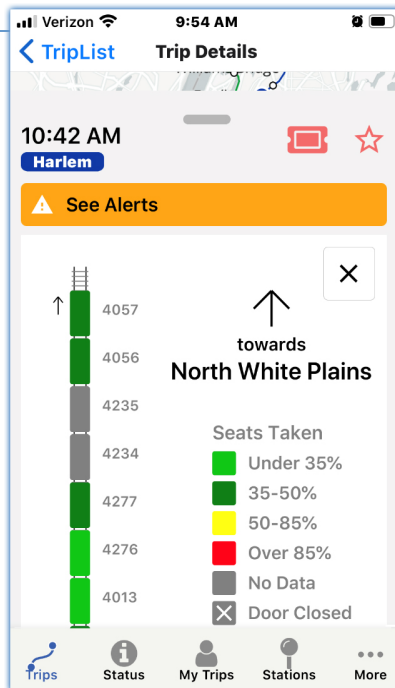 Verizon 9:54 AM
TripList Trip Details
10:42 AM
Harlem
See Alerts
4057
4056
4235
4234
4277
4276
4013
towards
North White Plains
Seats Taken
Under 35%
35-50%
50-85%
Over 85%
No Data
Door Closed
Trips Status My Trips Stations More